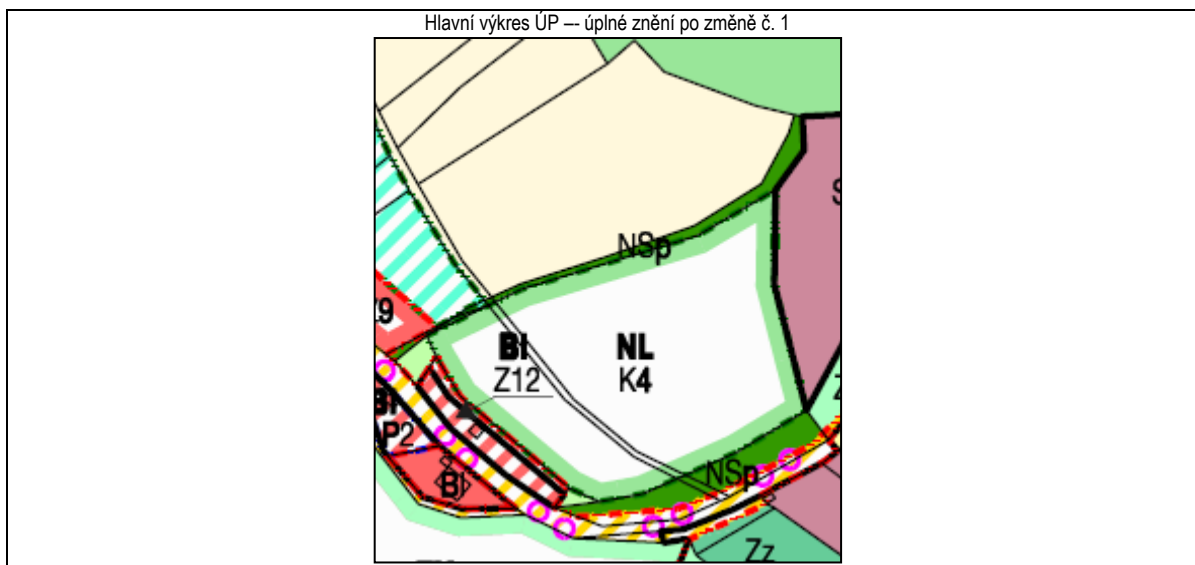 Hlavní výkres ÚP –- úplné znění po změně č. 1
NSp
BI
Z12
NL
K4
P2
BI
NSp
Zz